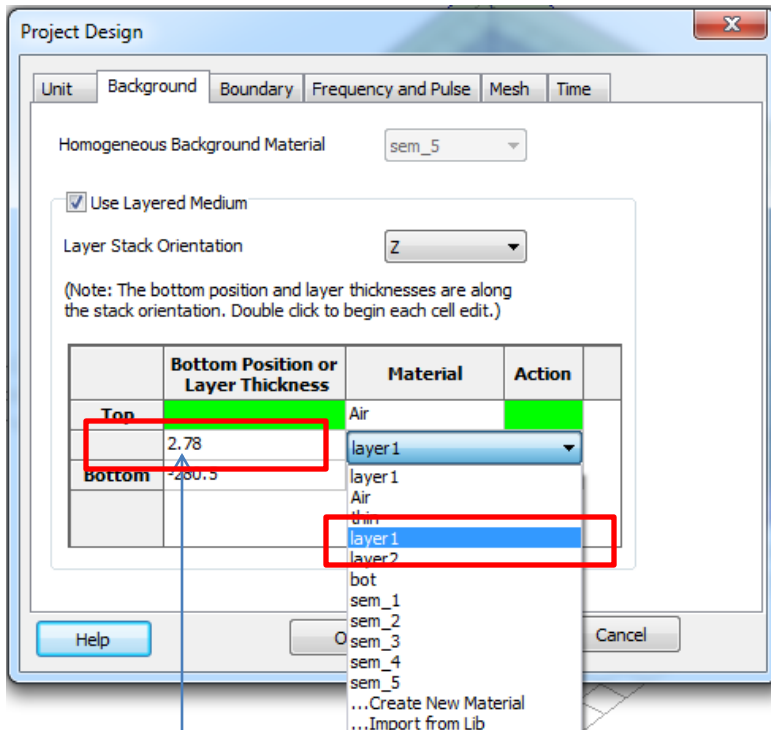 Project Design
Unit Background Boundary Frequency and Pulse Mesh Time
Homogeneous Background Material sem_5
Use Layered Medium
Layer Stack Orientation Z
(Note: The bottom position and layer thicknesses are along
the stack orientation. Double click to begin each cell edit.)
Bottom Position or
Layer Thickness Material Action
Top Air
2.78 layer1
Bottom -280.5
layer1
Air
thin
layer1
layer2
bot
sem_1
sem_2
sem_3
sem_4
sem_5
...Create New Material
...Import from Lib
Help Cancel